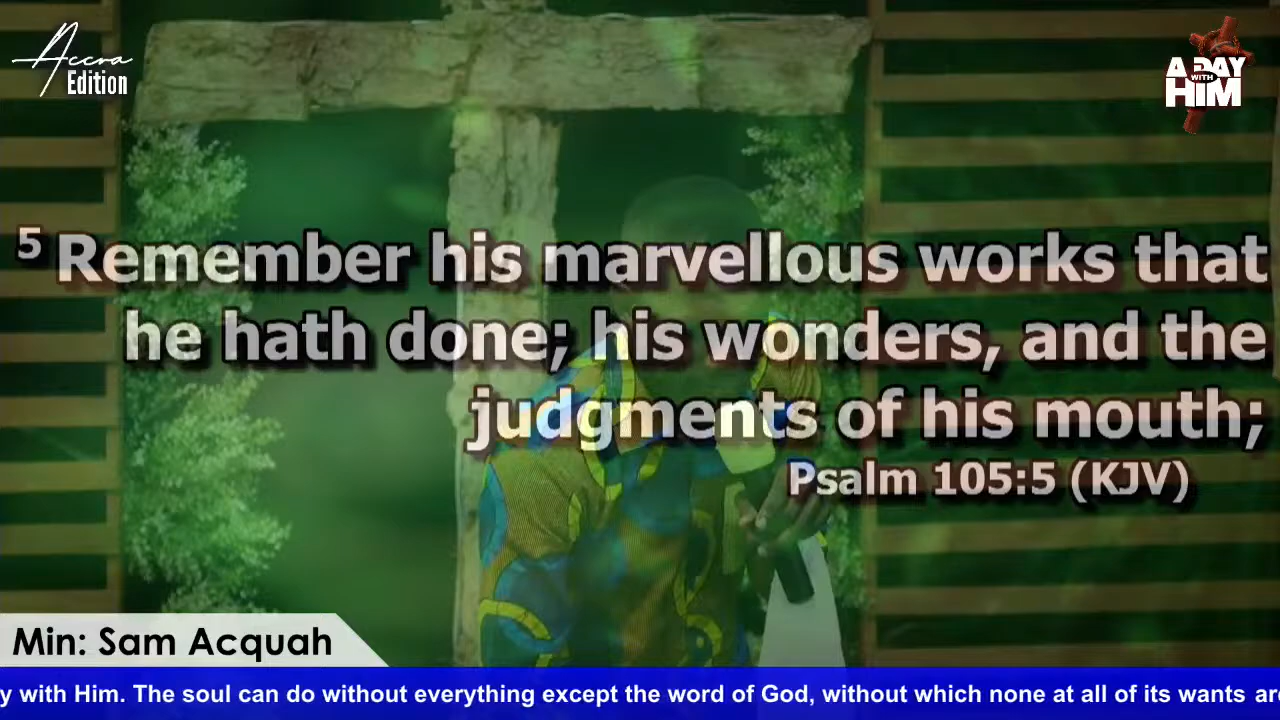 Accra
Edition
A DAY
WITH
HIM
5 Remember his marvellous works that
he hath done; his wonders, and the
judgments of his mouth;
Psalm 105:5 (KJV)
Min: Sam Acquah
with Him. The soul can do without everything except the word of God, without which none at all of its wants